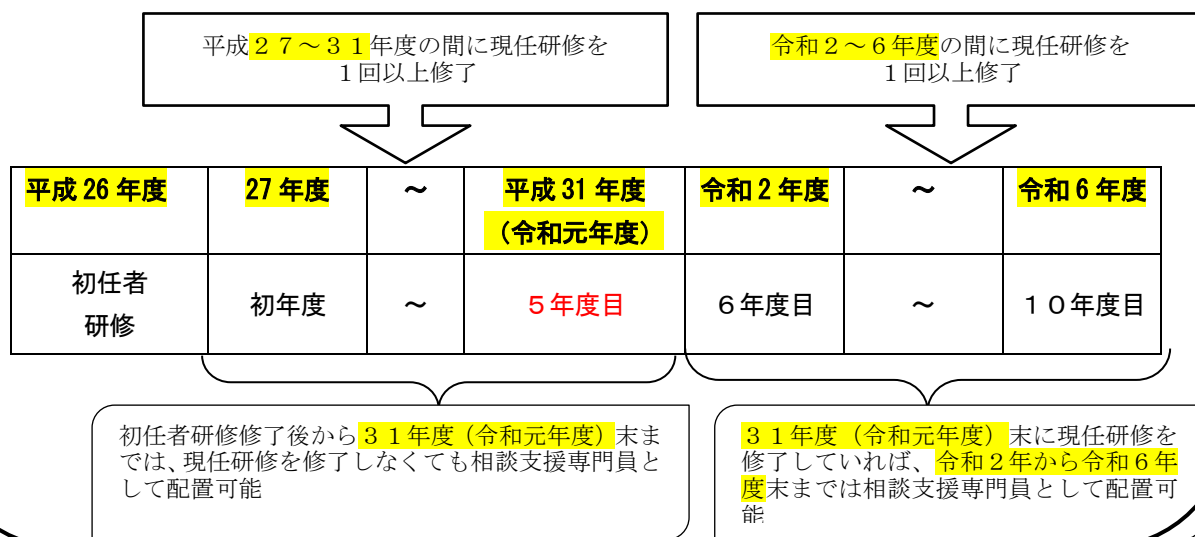 平成２７～３１年度の間に現任研修を
１回以上修了
令和２～６年度の間に現任研修を
１回以上修了
平成 26 年度 27 年度 ～ 平成 31 年度 令和 2 年度 ～ 令和 6 年度
（令和元年度）
初任者
研修
初年度 ～ ５年度目 ６年度目 ～ １０年度目
初任者研修修了後から３１年度（令和元年度）末ま
では、現任研修を修了しなくても相談支援専門員と
して配置可能
３１年度（令和元年度）末に現任研修を
修了していれば、令和２年から令和６年
度末までは相談支援専門員として配置可
能